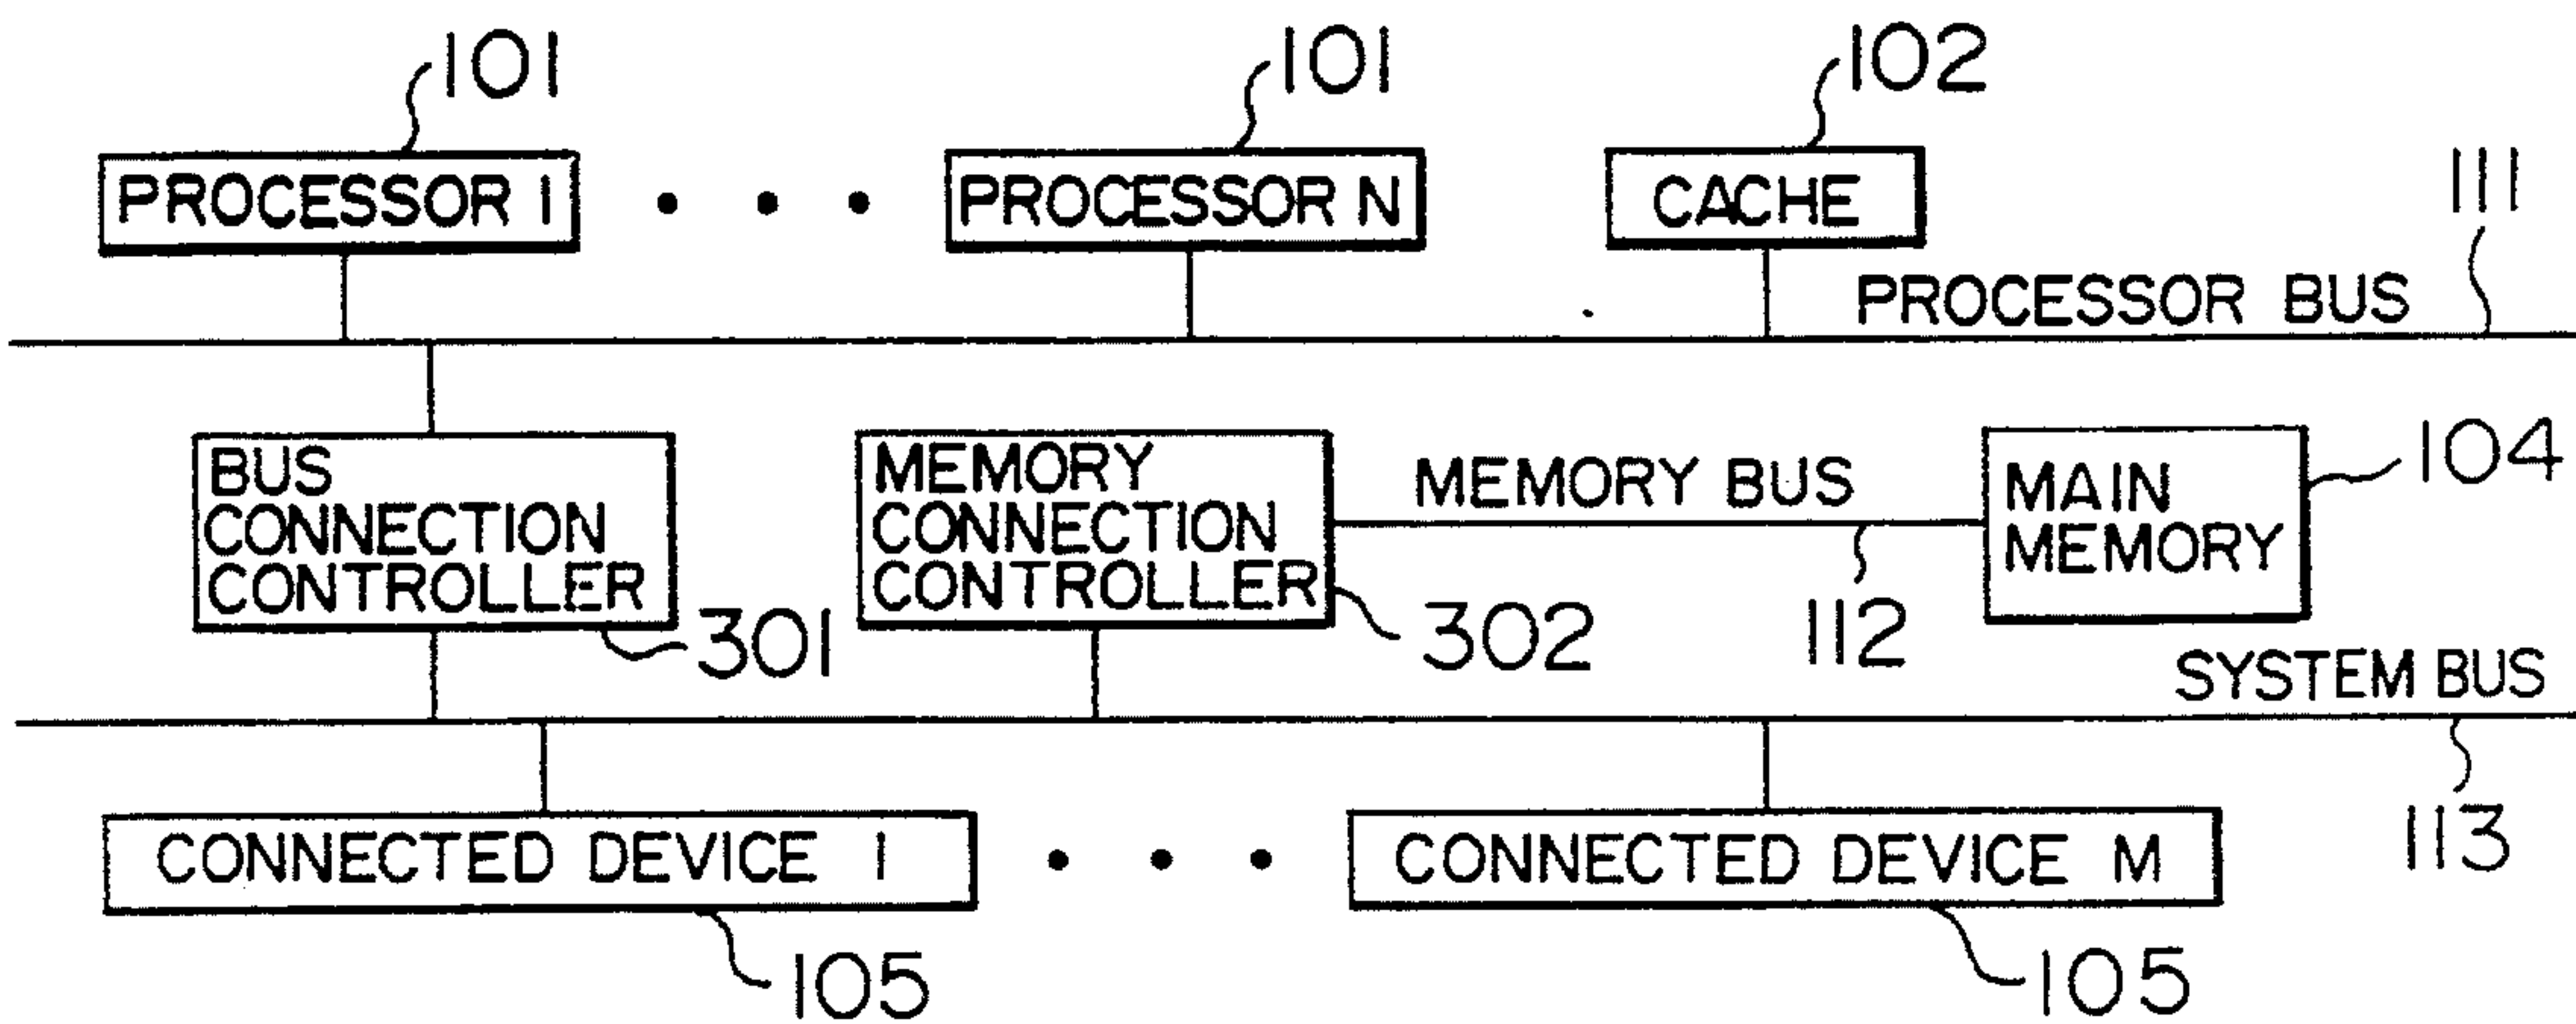 101
101
102
PROCESSOR 1
PROCESSOR N
CACHE
111
PROCESSOR BUS
BUS
CONNECTION
CONTROLLER
301
MEMORY
CONNECTION
CONTROLLER
302
MEMORY BUS
112
MAIN
MEMORY
104
SYSTEM BUS
113
CONNECTED DEVICE 1
CONNECTED DEVICE M
105
105